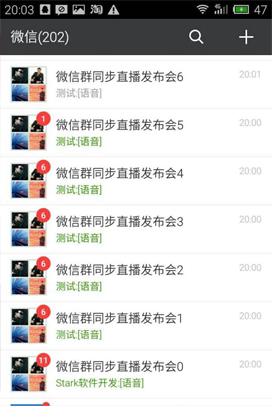 20:03
4G
47
微信(202)
微信群同步直播发布会6
20:01
测试:[语音]
1
微信群同步直播发布会5
20:00
测试:[语音]
6
微信群同步直播发布会4
20:00
测试:[语音]
6
微信群同步直播发布会3
20:00
测试:[语音]
6
微信群同步直播发布会2
20:00
测试:[语音]
6
微信群同步直播发布会1
20:00
测试:[语音]
11
微信群同步直播发布会0
20:00
Stark软件开发:[语音]